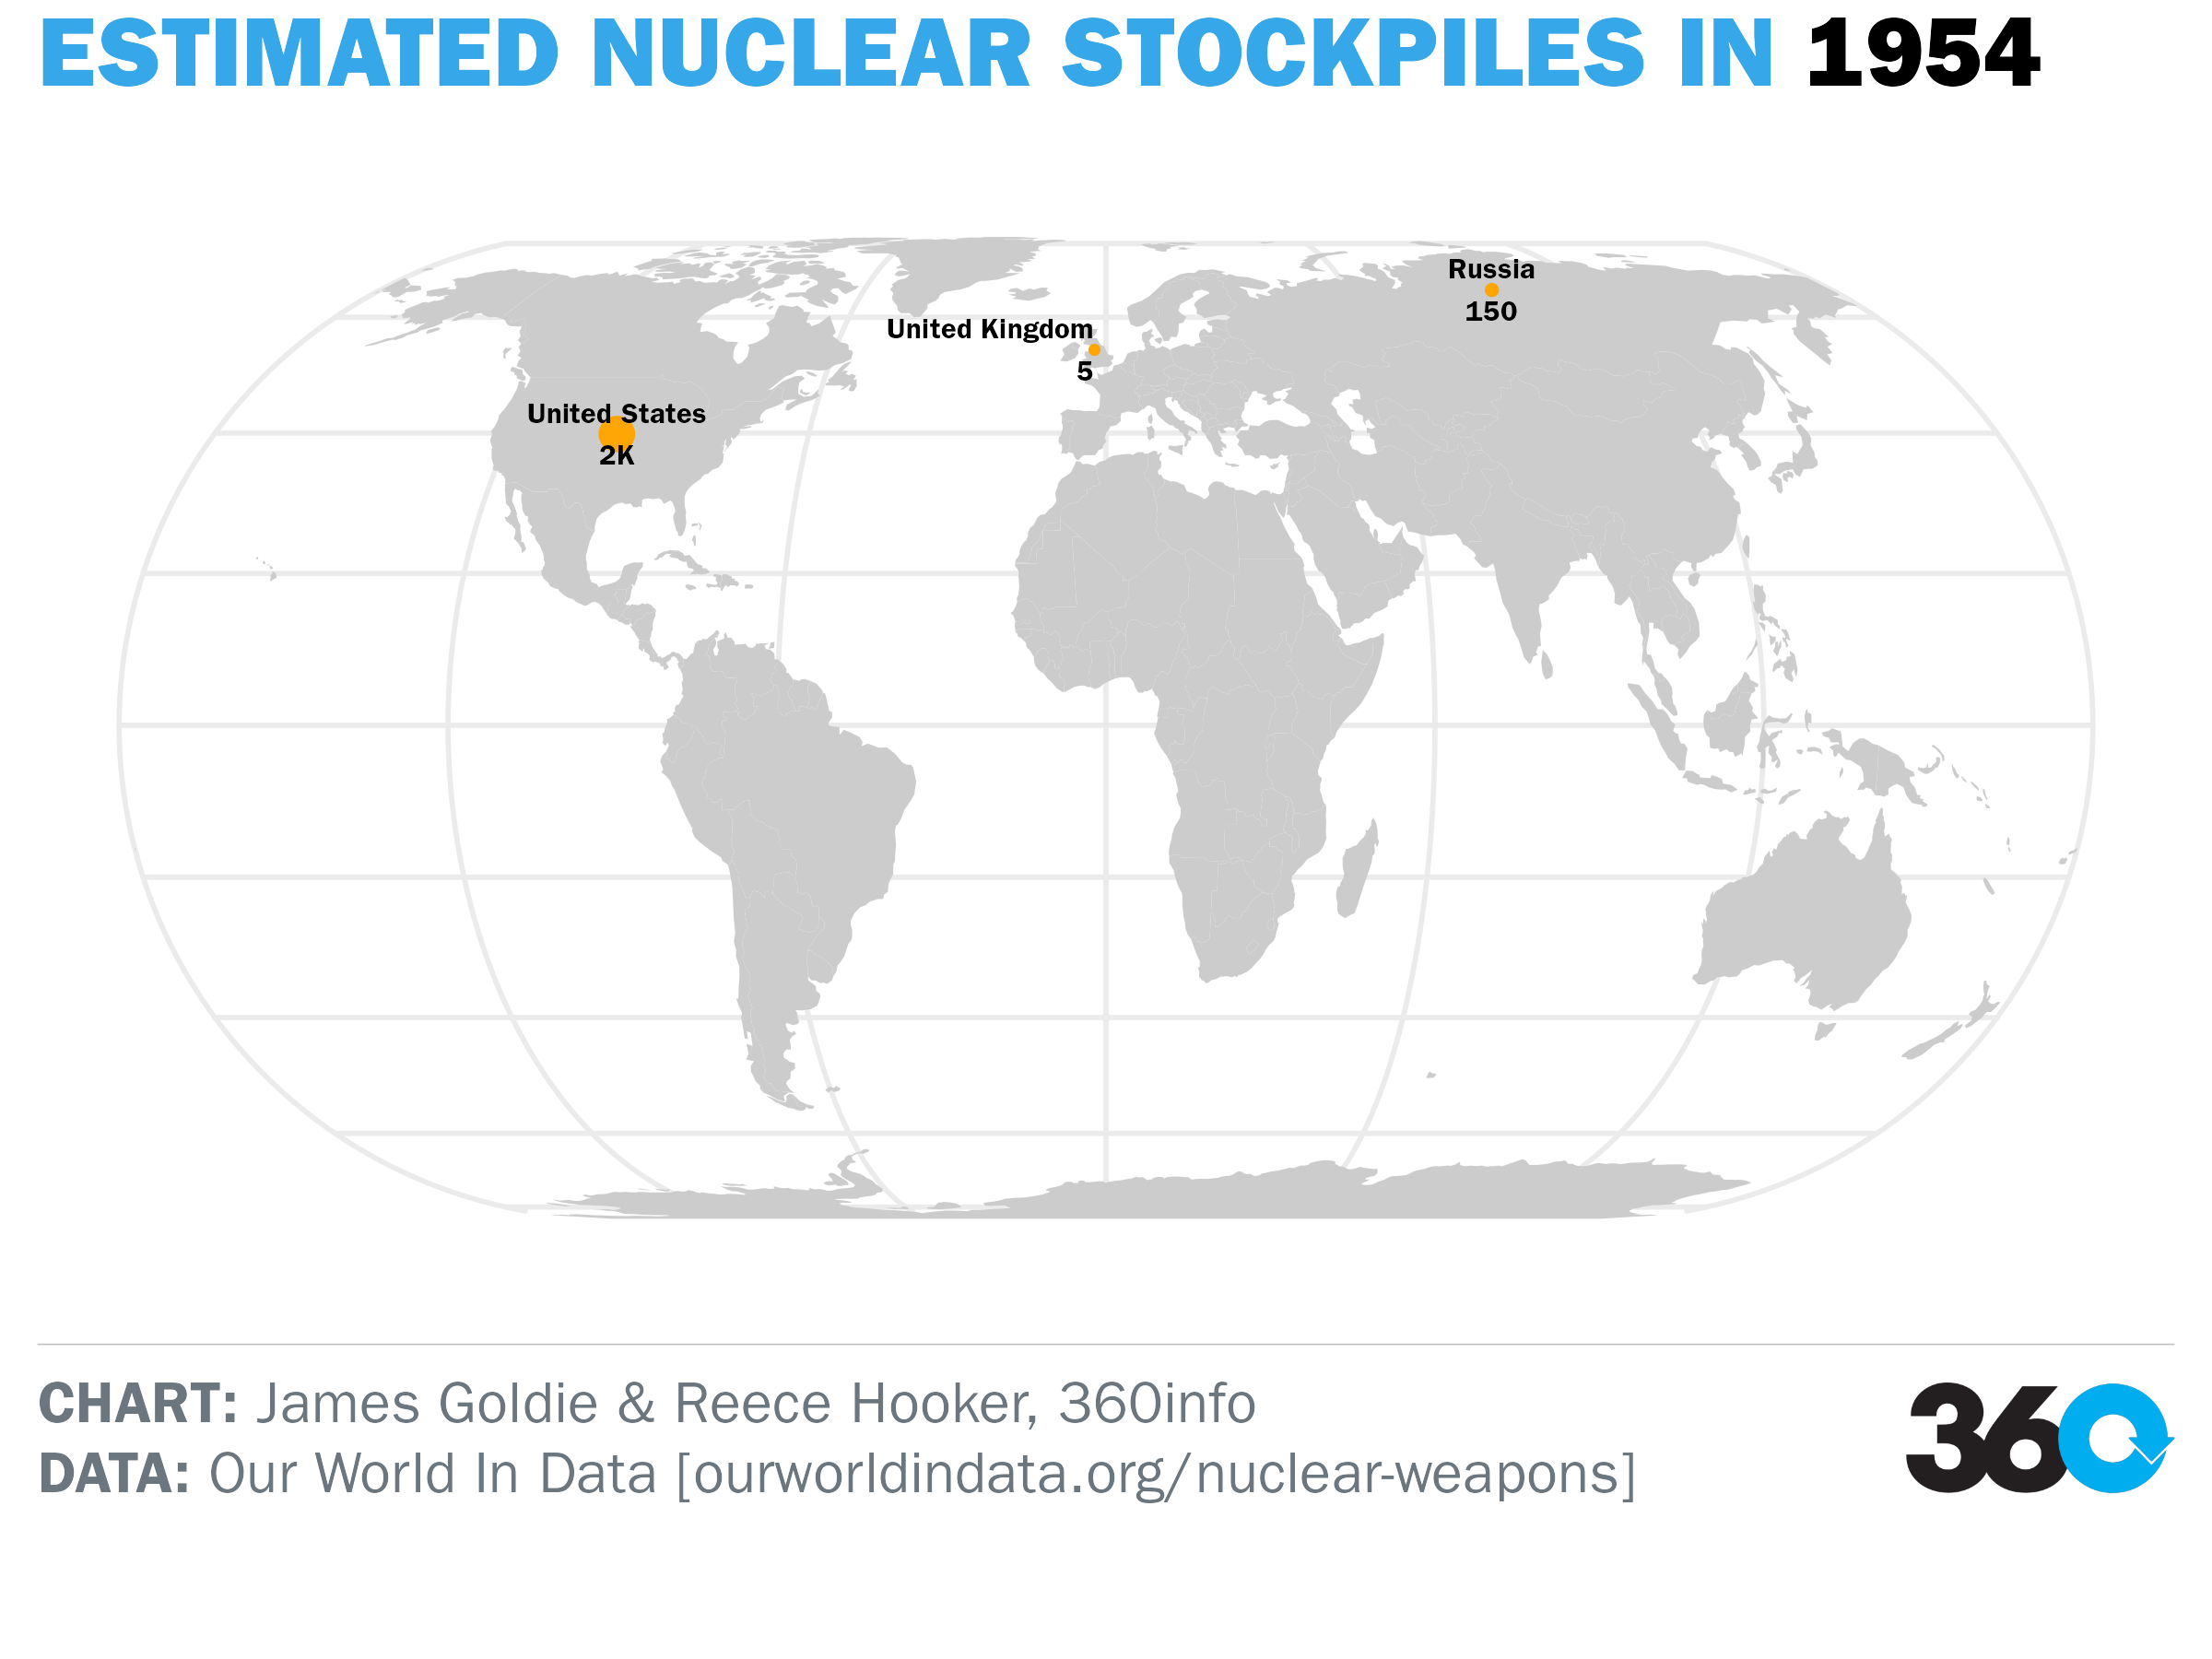 ESTIMATED NUCLEAR STOCKPILES IN 1954
Russia
150
United Kingdom
5
United States
2K
CHART: James Goldie & Reece Hooker, 360info
DATA: Our World In Data [ourworldindata.org/nuclear-weapons]
360